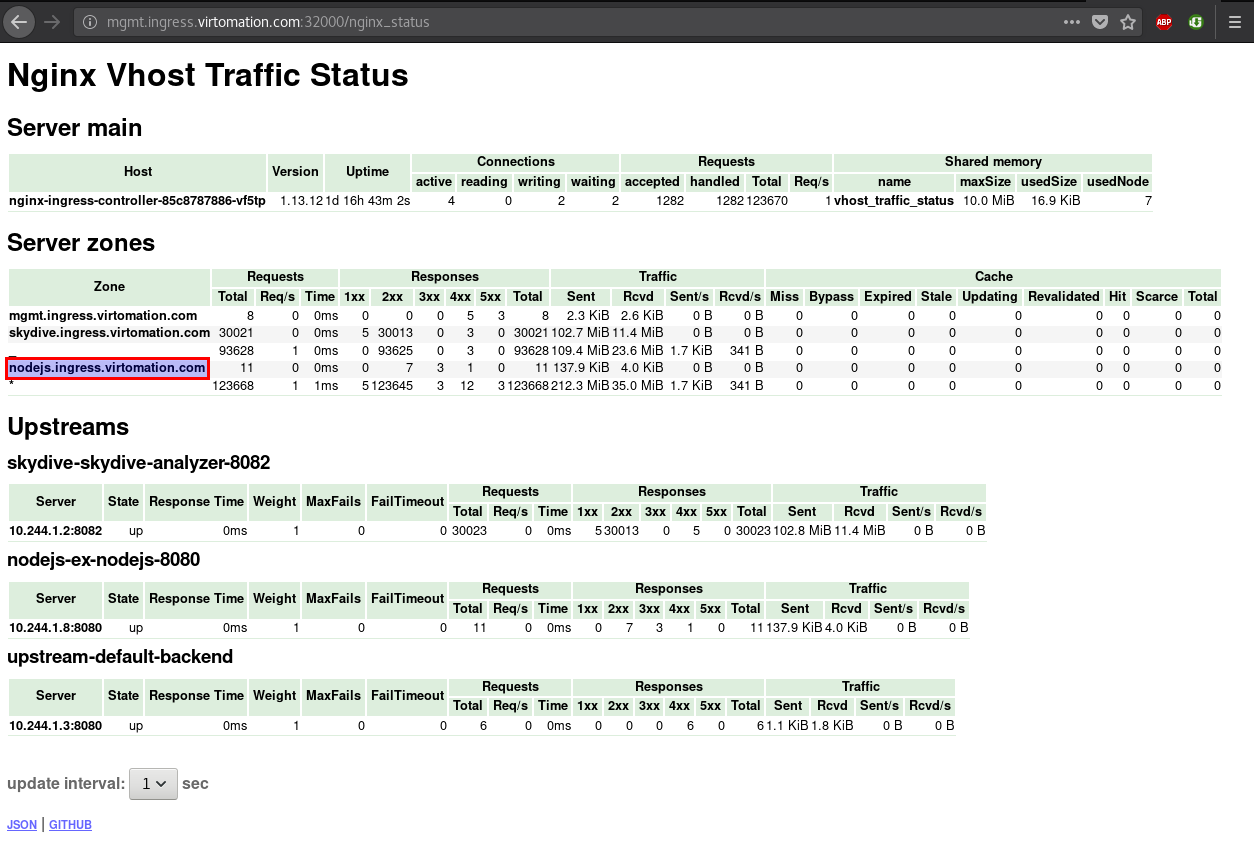 mgmt.ingress.virtomation.com:32000/nginx_status
ABP
Nginx Vhost Traffic Status
Server main
Host Version Uptime Connections Requests Shared memory
active reading writing waiting accepted handled Total Req/s name maxSize usedSize usedNode
nginx-ingress-controller-85c8787886-vf5tp 1.13.12 1d 16h 43m 2s 4 0 2 2 1282 1282 123670 1 vhost_traffic_status 10.0 MiB 16.9 KiB 7
Server zones
Zone Requests Responses Traffic Cache
Total Req/s Time 1xx 2xx 3xx 4xx 5xx Total Sent Rcvd Sent/s Rcvd/s Miss Bypass Expired Stale Updating Revalidated Hit Scarce Total
mgmt.ingress.virtomation.com 8 0 0ms 0 0 0 5 3 8 2.3 KiB 2.6 KiB 0 B 0 B 0 0 0 0 0 0 0 0 0
skydive.ingress.virtomation.com 30021 0 0ms 5 30013 0 3 0 30021 102.7 MiB 11.4 MiB 0 B 0 B 0 0 0 0 0 0 0 0 0
_ 93628 1 0ms 0 93625 0 3 0 93628 109.4 MiB 23.6 MiB 1.7 KiB 341 B 0 0 0 0 0 0 0 0 0
nodejs.ingress.virtomation.com 11 0 0ms 0 7 3 1 0 11 137.9 KiB 4.0 KiB 0 B 0 B 0 0 0 0 0 0 0 0 0
* 123668 1 1ms 5 123645 3 12 3 123668 212.3 MiB 35.0 MiB 1.7 KiB 341 B 0 0 0 0 0 0 0 0 0
Upstreams
skydive-skydive-analyzer-8082
Server State Response Time Weight MaxFails FailTimeout Requests Responses Traffic
Total Req/s Time 1xx 2xx 3xx 4xx 5xx Total Sent Rcvd Sent/s Rcvd/s
10.244.1.2:8082 up 0ms 1 0 0 30023 0 0ms 5 30013 0 5 0 30023 102.8 MiB 11.4 MiB 0 B 0 B
nodejs-ex-nodejs-8080
Server State Response Time Weight MaxFails FailTimeout Requests Responses Traffic
Total Req/s Time 1xx 2xx 3xx 4xx 5xx Total Sent Rcvd Sent/s Rcvd/s
10.244.1.8:8080 up 0ms 1 0 0 11 0 0ms 0 7 3 1 0 11 137.9 KiB 4.0 KiB 0 B 0 B
upstream-default-backend
Server State Response Time Weight MaxFails FailTimeout Requests Responses Traffic
Total Req/s Time 1xx 2xx 3xx 4xx 5xx Total Sent Rcvd Sent/s Rcvd/s
10.244.1.3:8080 up 0ms 1 0 0 6 0 0ms 0 0 0 6 0 6 1.1 KiB 1.8 KiB 0 B 0 B
update interval: 1 sec
JSON | GITHUB